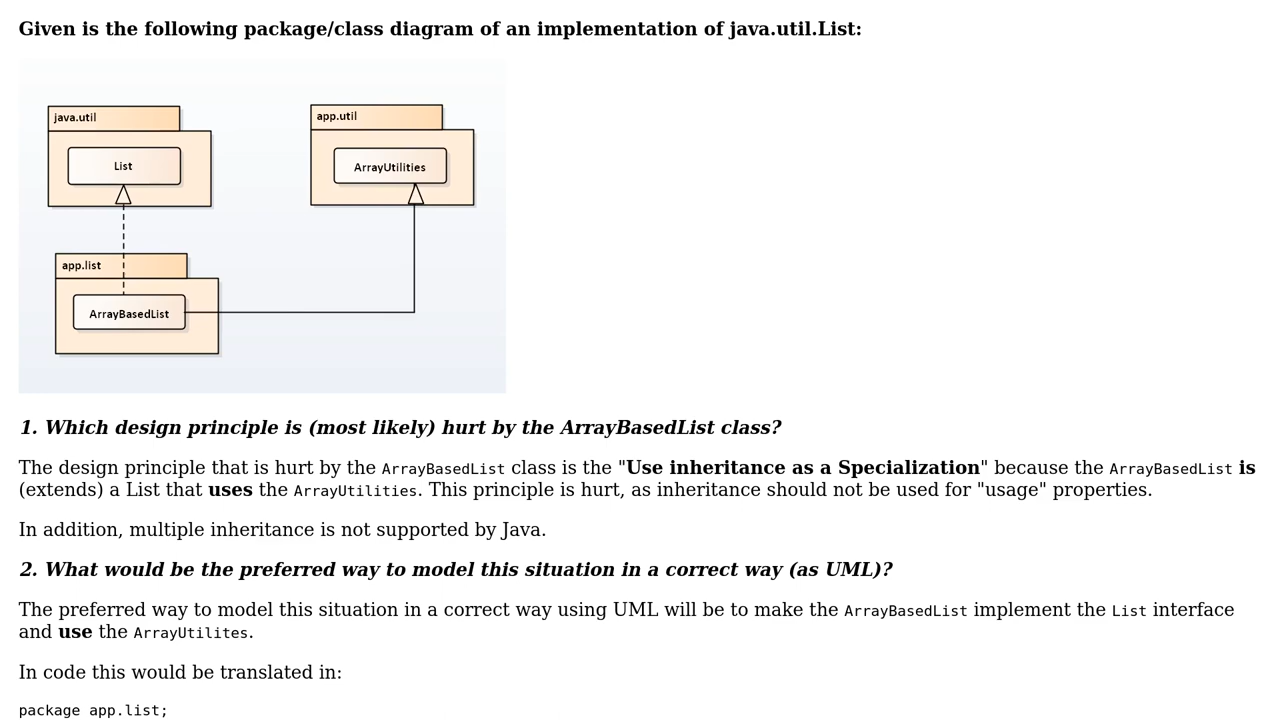 Given is the following package/class diagram of an implementation of java.util.List:
java.util
app.util
List
ArrayUtilities
app.list
ArrayBasedList
1. Which design principle is (most likely) hurt by the ArrayBasedList class?
The design principle that is hurt by the ArrayBasedList class is the "Use inheritance as a Specialization" because the ArrayBasedList is
(extends) a List that uses the ArrayUtilities. This principle is hurt, as inheritance should not be used for "usage" properties.
In addition, multiple inheritance is not supported by Java.
2. What would be the preferred way to model this situation in a correct way (as UML)?
The preferred way to model this situation in a correct way using UML will be to make the ArrayBasedList implement the List interface
and use the ArrayUtilites.
In code this would be translated in:
package app.list;